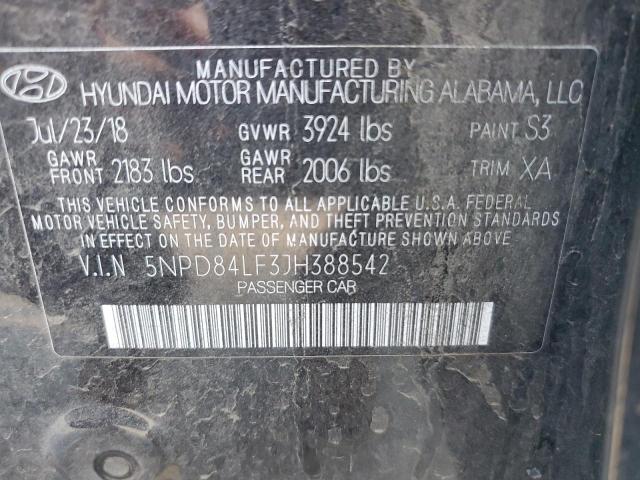 MANUFACTURED BY
HYUNDAI MOTOR MANUFACTURING ALABAMA, LLC
Jul/23/18 GVWR 3924 lbs PAINT S3
GAWR FRONT 2183 lbs GAWR REAR 2006 lbs TRIM XA
THIS VEHICLE CONFORMS TO ALL APPLICABLE U.S.A. FEDERAL
MOTOR VEHICLE SAFETY, BUMPER, AND THEFT PREVENTION STANDARDS
IN EFFECT ON THE DATE OF MANUFACTURE SHOWN ABOVE.
V.I.N 5NPD84LF3JH388542
PASSENGER CAR